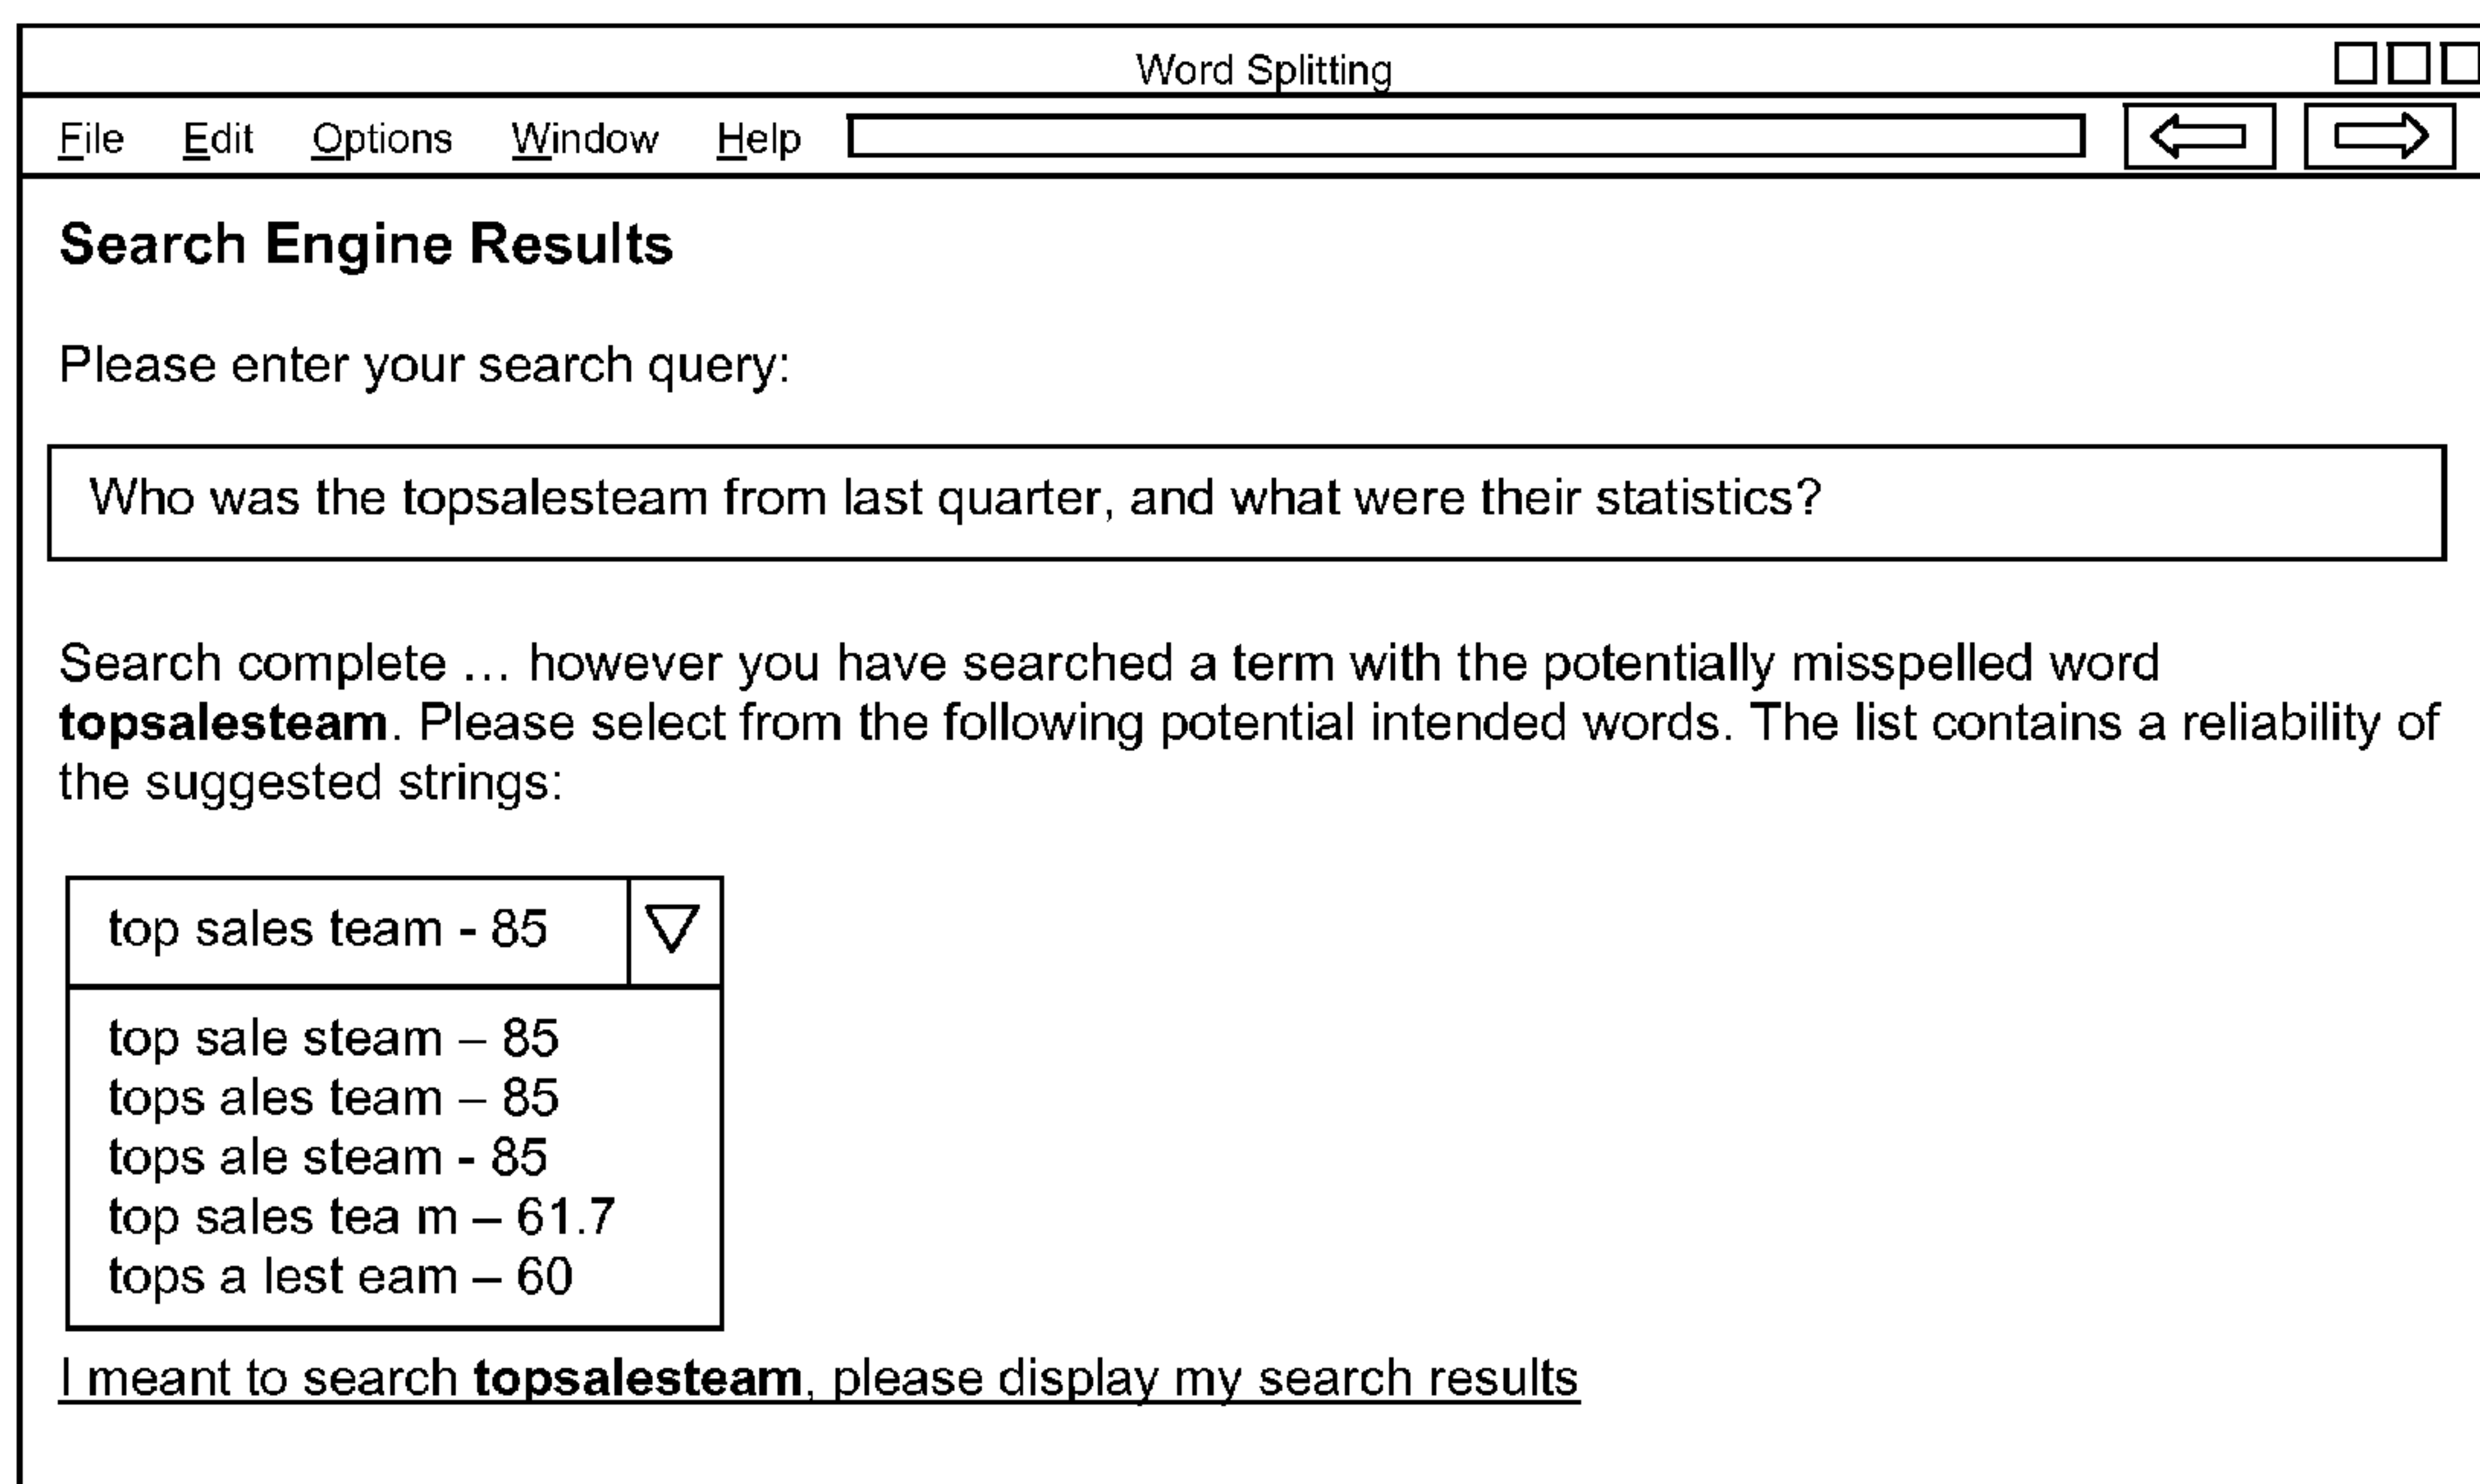 Word Splitting
File Edit Options Window Help
Search Engine Results
Please enter your search query:
Who was the topsalesteam from last quarter, and what were their statistics?
Search complete ... however you have searched a term with the potentially misspelled word
topsalesteam. Please select from the following potential intended words. The list contains a reliability of
the suggested strings:
top sales team - 85
top sale steam – 85
tops ales team – 85
tops ale steam - 85
top sales tea m – 61.7
tops a lest eam – 60
I meant to search topsalesteam, please display my search results